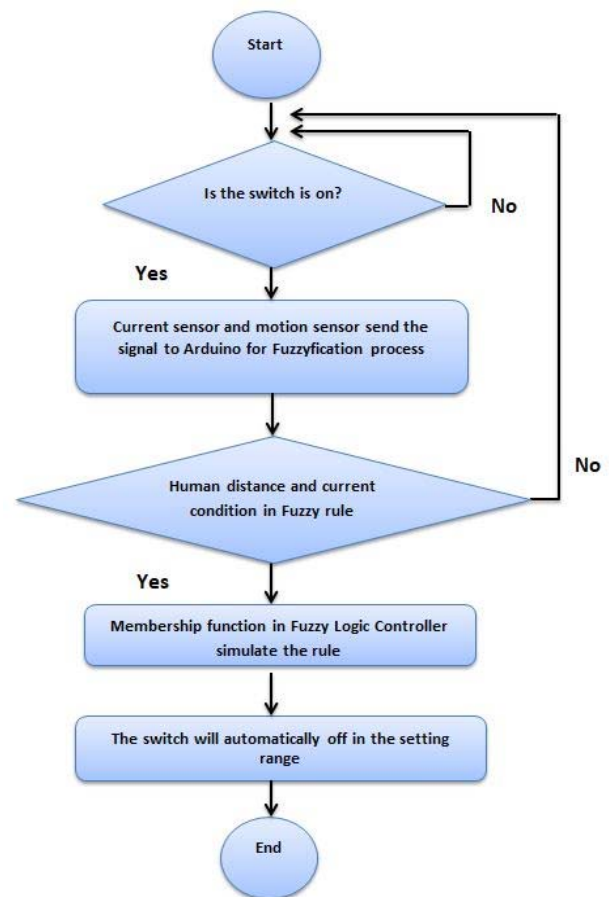 Start
Is the switch is on?
No
Yes
Current sensor and motion sensor send the
signal to Arduino for Fuzzyfication process
Human distance and current
condition in Fuzzy rule
No
Yes
Membership function in Fuzzy Logic Controller
simulate the rule
The switch will automatically off in the setting
range
End